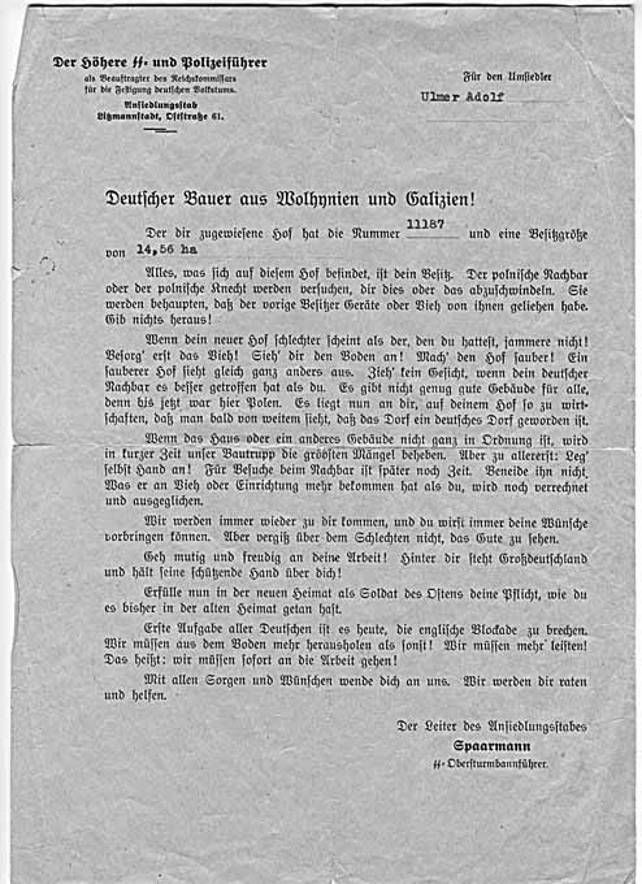 Der Höhere SS- und Polizeiführer
als Beauftragter des Reichskommissars
für die Festigung deutschen Volkstums.
Ansiedlungsstab
Litzmannstadt, Oststraße 61.
Für den Umsiedler
Ulmer Adolf
Deutscher Bauer aus Wolhynien und Galizien!
Der dir zugewiesene Hof hat die Nummer 11187 und eine Besitzgröße
von 14,56 ha
Alles, was sich auf diesem Hof befindet, ist dein Besitz. Der polnische Nachbar
oder der polnische Knecht werden versuchen, dir dies oder das abzuschwindeln. Sie
werden behaupten, daß der vorige Besitzer Geräte oder Vieh von ihnen geliehen habe.
Gib nichts heraus!
Wenn dein neuer Hof schlechter scheint als der, den du hattest, jammere nicht!
Besorg' erst das Vieh! Sieh' dir den Boden an! Mach' den Hof sauber! Ein
sauberer Hof sieht gleich ganz anders aus. Zieh' kein Gesicht, wenn dein deutscher
Nachbar es besser getroffen hat als du. Es gibt nicht genug gute Gebäude für alle,
denn bis jetzt war hier Polen. Es liegt nun an dir, auf deinem Hof so zu wirt-
schaften, daß man bald von weitem sieht, daß das Dorf ein deutsches Dorf geworden ist.
Wenn das Haus oder ein anderes Gebäude nicht ganz in Ordnung ist, wird
in kurzer Zeit unser Bautrupp die größten Mängel beheben. Aber zu allererst: Leg'
selbst Hand an! Für Besuche beim Nachbar ist später noch Zeit. Beneide ihn nicht.
Was er an Vieh oder Einrichtung mehr bekommen hat als du, wird noch verrechnet
und ausgeglichen.
Wir werden immer wieder zu dir kommen, und du wirst immer deine Wünsche
vorbringen können. Aber vergiß über dem Schlechten nicht, das Gute zu sehen.
Geh mutig und freudig an deine Arbeit! Hinter dir steht Großdeutschland
und hält seine schützende Hand über dich!
Erfülle nun in der neuen Heimat als Soldat des Ostens deine Pflicht, wie du
es bisher in der alten Heimat getan hast.
Erste Aufgabe aller Deutschen ist es heute, die englische Blockade zu brechen.
Wir müssen aus dem Boden mehr herausholen als sonst! Wir müssen mehr leisten!
Das heißt: wir müssen sofort an die Arbeit gehen!
Mit allen Sorgen und Wünschen wende dich an uns. Wir werden dir raten
und helfen.
Der Leiter des Ansiedlungsstabes
Spaarmann
SS-Obersturmbannführer.